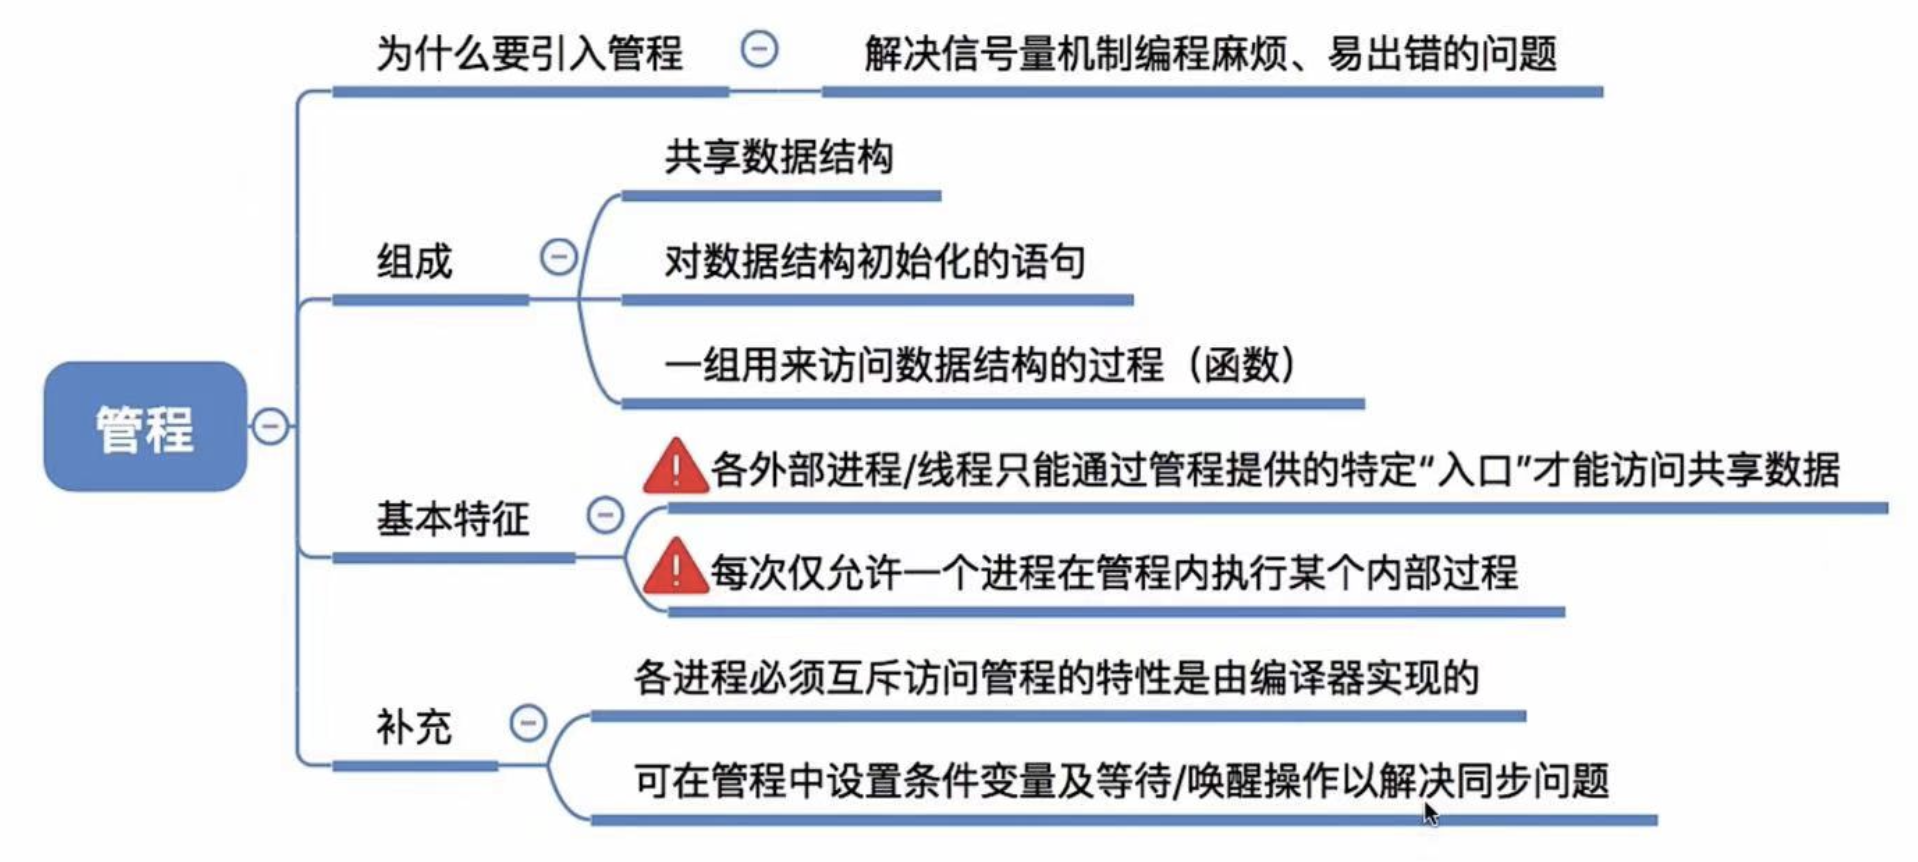 为什么要引入管程
解决信号量机制编程麻烦、易出错的问题
共享数据结构
组成
对数据结构初始化的语句
一组用来访问数据结构的过程（函数）
管程
各外部进程/线程只能通过管程提供的特定“入口”才能访问共享数据
基本特征
每次仅允许一个进程在管程内执行某个内部过程
各进程必须互斥访问管程的特性是由编译器实现的
补充
可在管程中设置条件变量及等待/唤醒操作以解决同步问题